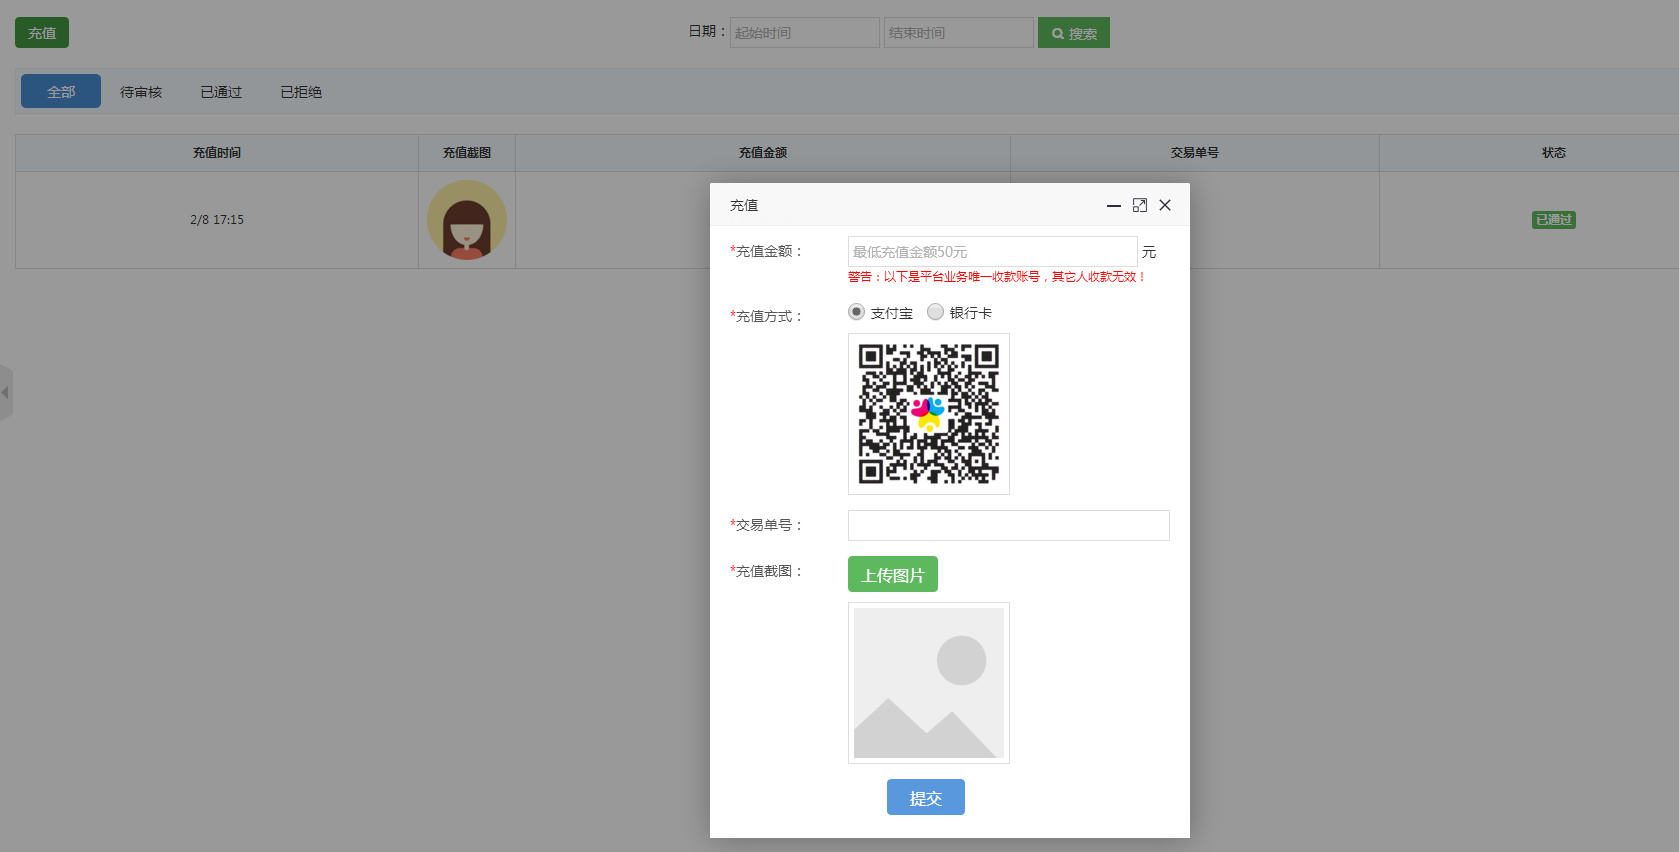 充值
日期：
起始时间
结束时间
搜索
全部
待审核
已通过
已拒绝
充值时间
充值截图
充值金额
交易单号
状态
2/8 17:15
已通过
充值
*充值金额：
最低充值金额50元
元
警告：以下是平台业务唯一收款账号，其它人收款无效！
*充值方式：
支付宝
银行卡
*交易单号：
*充值截图：
上传图片
提交